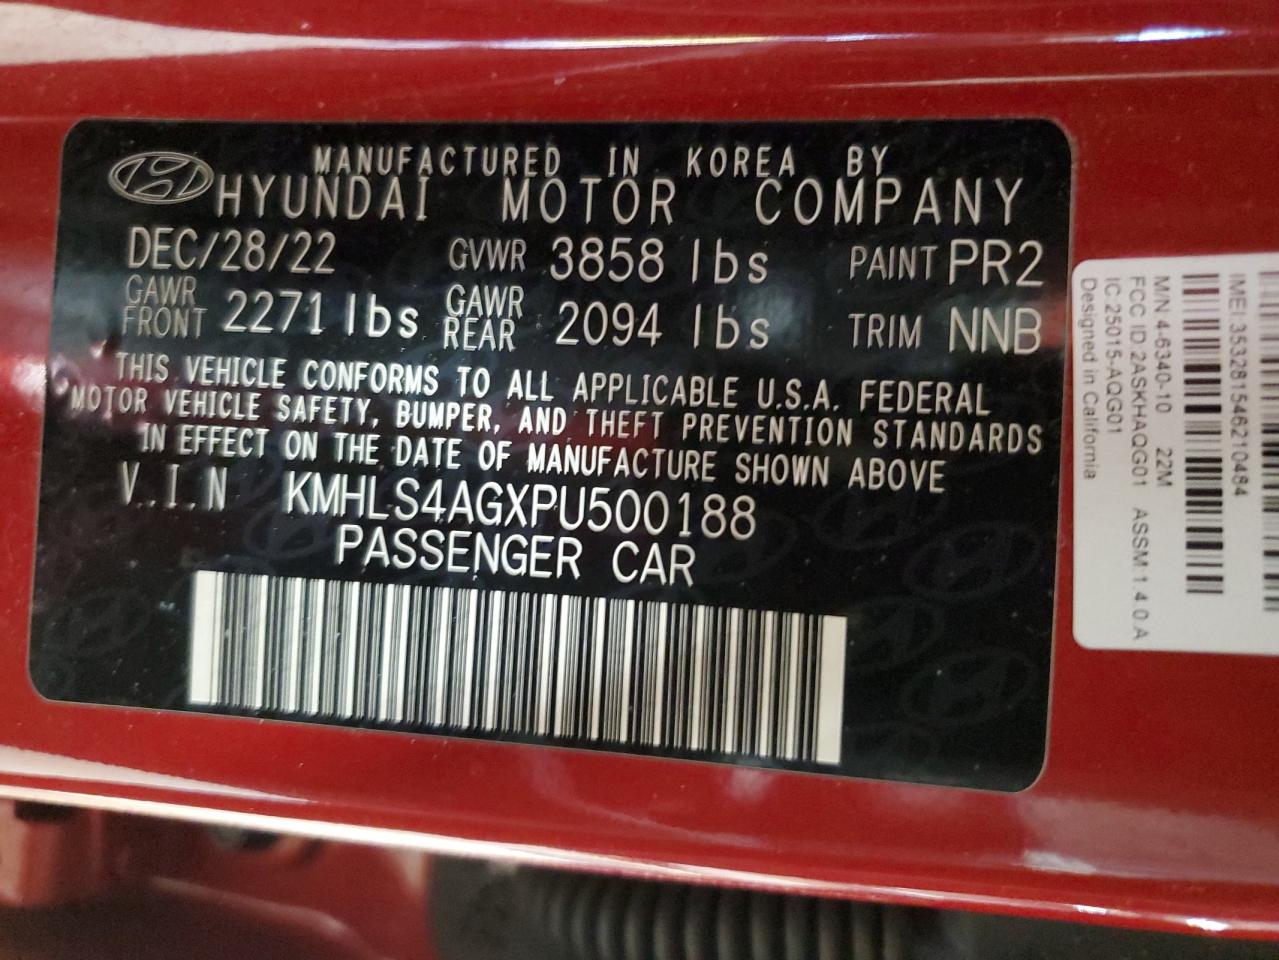 MANUFACTURED IN KOREA BY
HYUNDAI MOTOR COMPANY
DEC/28/22 GVWR 3858 lbs PAINT PR2
GAWR FRONT 2271 lbs GAWR REAR 2094 lbs TRIM NNB
THIS VEHICLE CONFORMS TO ALL APPLICABLE U.S.A. FEDERAL
MOTOR VEHICLE SAFETY, BUMPER, AND THEFT PREVENTION STANDARDS
IN EFFECT ON THE DATE OF MANUFACTURE SHOWN ABOVE
V.I.N KMHLS4AGXPU500188
PASSENGER CAR
IMEI:353281546210484
M/N 4-6340-10 22M
FCC ID 2ASKHAQG01 ASSM:1.4.0.A
IC:25015-AQG01
Designed in California